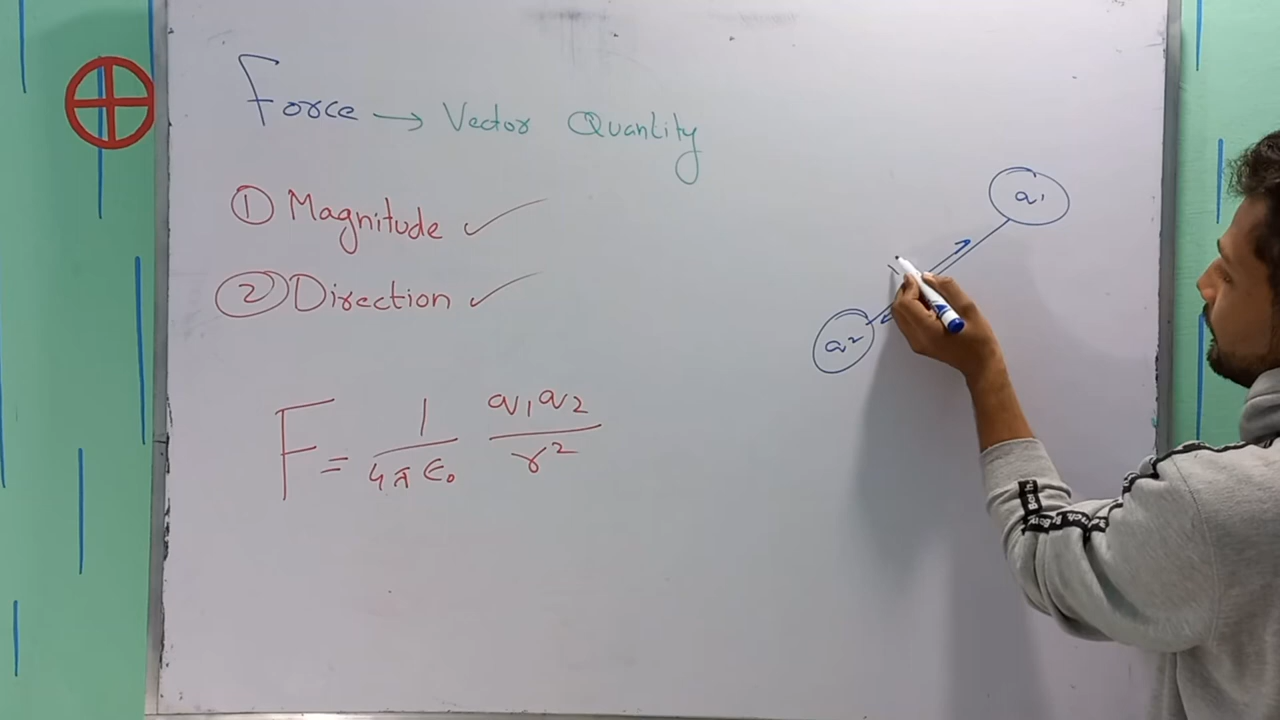 Force → Vector Quantity
① Magnitude ✓
② Direction ✓
F = 1/4πϵ₀ q₁q₂/r²
q₁
q₂